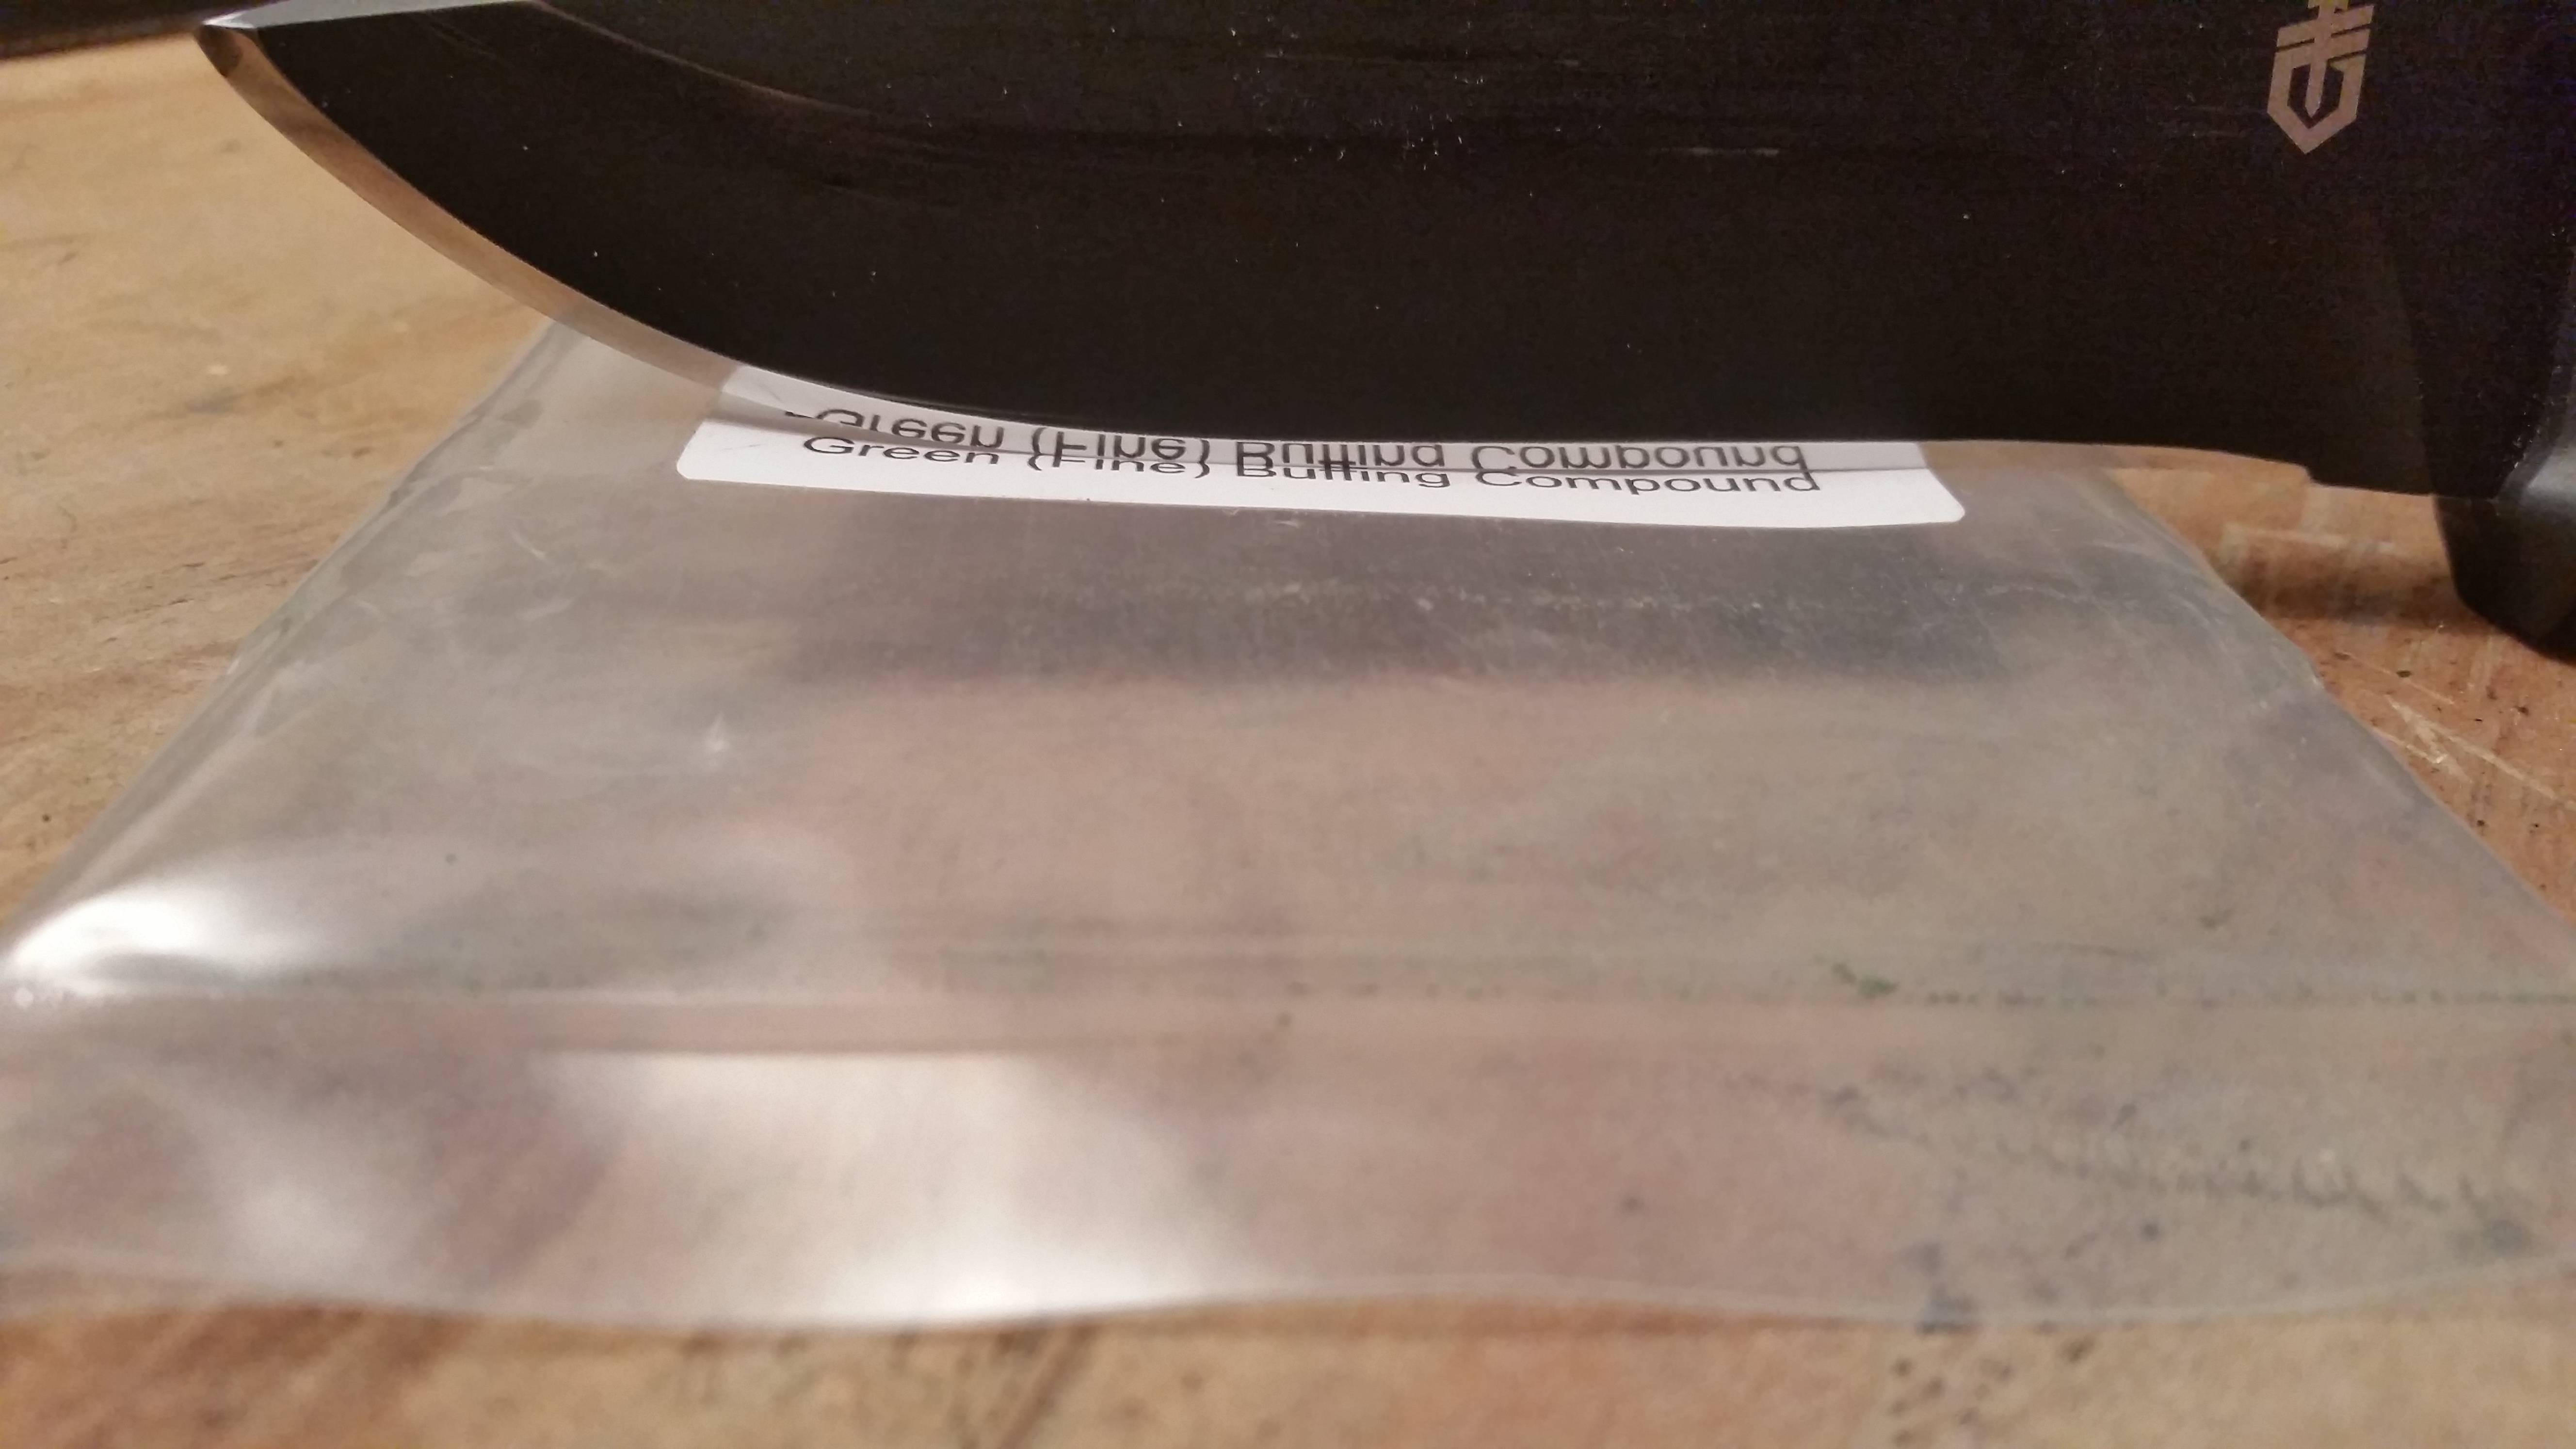 Green (Fine) Buffing Compound